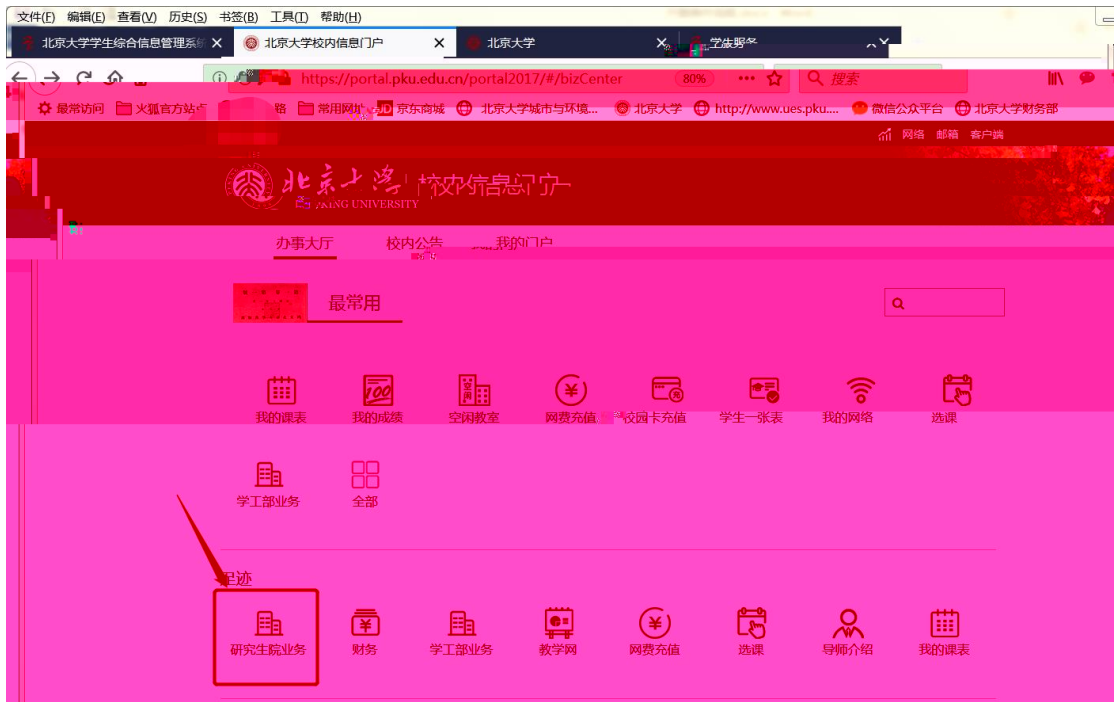 文件(F) 编辑(E) 查看(V) 历史(S) 书签(B) 工具(T) 帮助(H)
北京大学学生综合信息管理系统 × 北京大学校内信息门户 × 北京大学 ×
https://portal.pku.edu.cn/portal2017/#/bizCenter 80% 搜索
最常访问 火狐官方站点 常用网址 JD 京东商城 北京大学城市与环境... 北京大学 http://www.ues.pku.... 微信公众平台 北京大学财务部
网络 邮箱 客户端
北京大学 校内信息门户
PEKING UNIVERSITY
办事大厅 校内公告 我的门户
最常用
我的课表 我的成绩 空闲教室 网费充值 校园卡充值 学生一张表 我的网络 选课
学工部业务 全部
足迹
研究生院业务 财务 学工部业务 教学网 网费充值 选课 导师介绍 我的课表